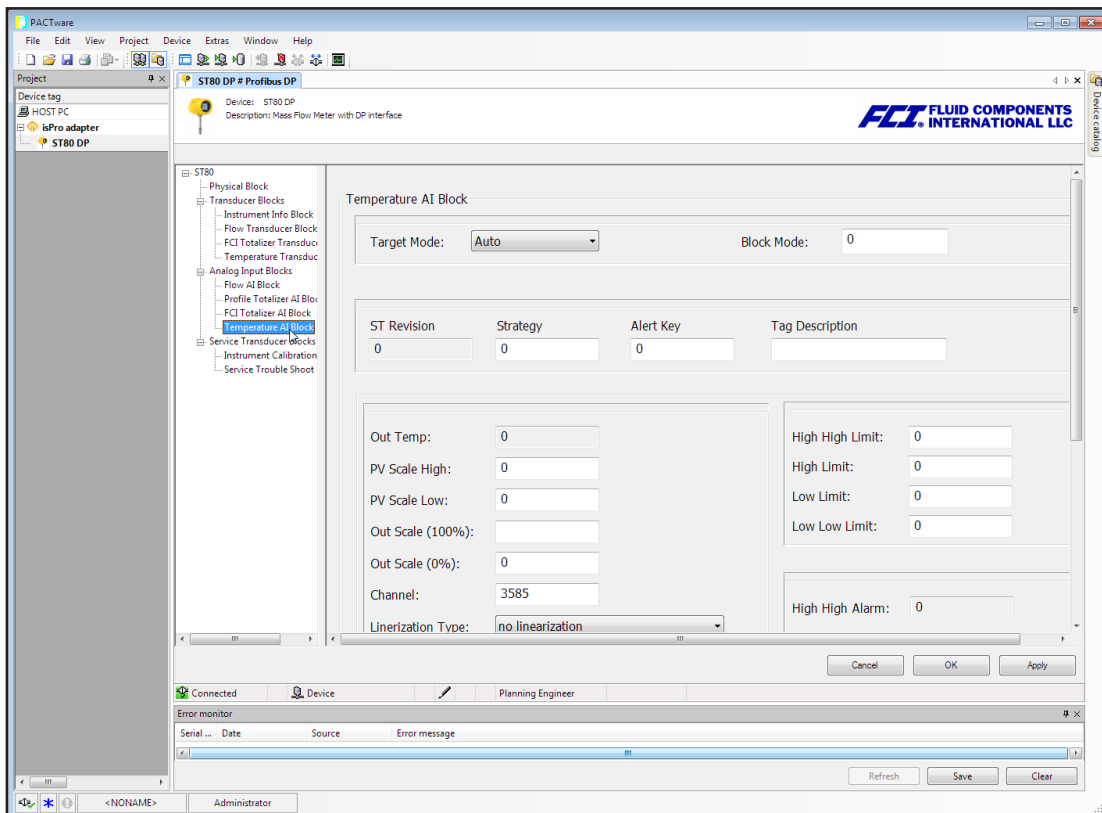 PACTware
File Edit View Project Device Extras Window Help
Project
ST80 DP # Profibus DP
Device tag
HOST PC
isPro adapter
ST80 DP
Device: ST80 DP
Description: Mass Flow Meter with DP interface
FCI. FLUID COMPONENTS
INTERNATIONAL LLC
Device catalog
ST80
Physical Block
Transducer Blocks
Instrument Info Block
Flow Transducer Block
FCI Totalizer Transduc
Temperature Transduc
Analog Input Blocks
Flow AI Block
Profile Totalizer AI Bloc
FCI Totalizer AI Block
Temperature AI Block
Service Transducer Blocks
Instrument Calibration
Service Trouble Shoot
Temperature AI Block
Target Mode: Auto Block Mode: 0
ST Revision Strategy Alert Key Tag Description
0 0 0
Out Temp: 0
PV Scale High: 0
PV Scale Low: 0
Out Scale (100%):
Out Scale (0%): 0
Channel: 3585
Linerization Type: no linearization
High High Limit: 0
High Limit: 0
Low Limit: 0
Low Low Limit: 0
High High Alarm: 0
Cancel OK Apply
Connected Device Planning Engineer
Error monitor
Serial ... Date Source Error message
Refresh Save Clear
<NONAME> Administrator